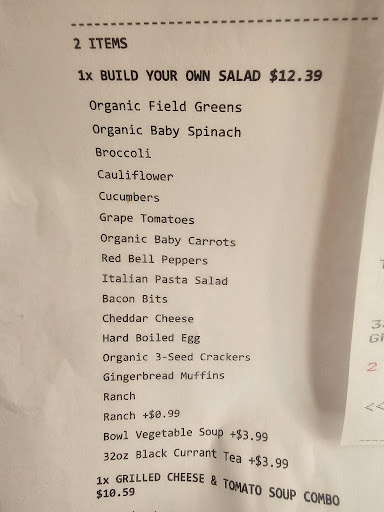 2 ITEMS
1x BUILD YOUR OWN SALAD $12.39
Organic Field Greens
Organic Baby Spinach
Broccoli
Cauliflower
Cucumbers
Grape Tomatoes
Organic Baby Carrots
Red Bell Peppers
Italian Pasta Salad
Bacon Bits
Cheddar Cheese
Hard Boiled Egg
Organic 3-Seed Crackers
Gingerbread Muffins
Ranch
Ranch +$0.99
Bowl Vegetable Soup +$3.99
32oz Black Currant Tea +$3.99
1x GRILLED CHEESE & TOMATO SOUP COMBO
$10.59
2
<<